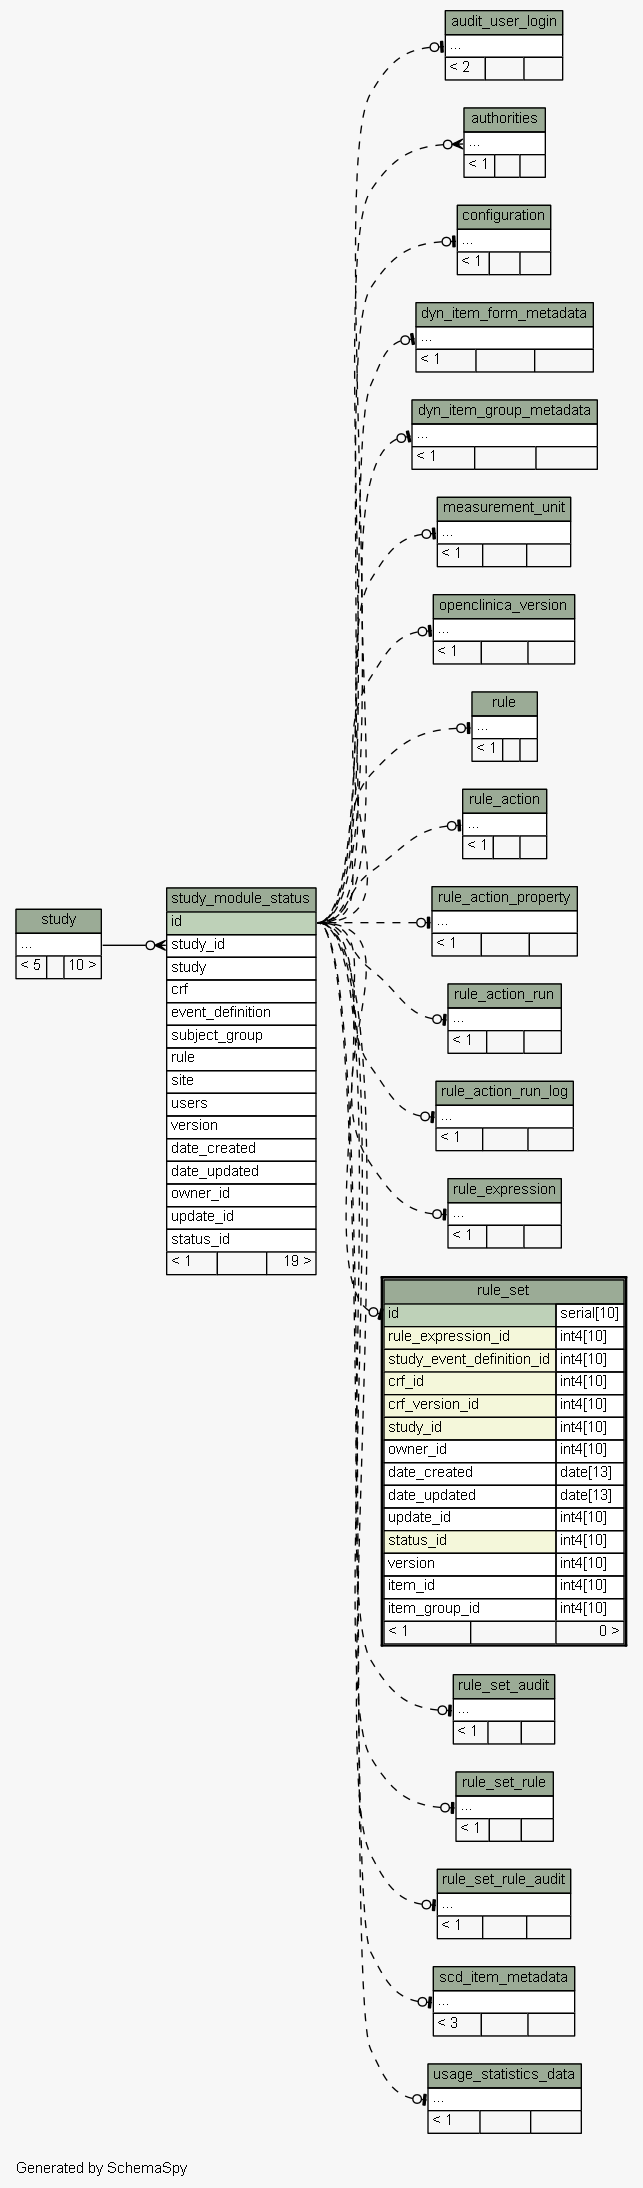 audit_user_login
...
< 2
authorities
...
< 1
configuration
...
< 1
dyn_item_form_metadata
...
< 1
dyn_item_group_metadata
...
< 1
measurement_unit
...
< 1
openclinica_version
...
< 1
rule
...
< 1
rule_action
...
< 1
rule_action_property
...
< 1
rule_action_run
...
< 1
rule_action_run_log
...
< 1
rule_expression
...
< 1
study
...
< 5 10 >
study_module_status
id
study_id
study
crf
event_definition
subject_group
rule
site
users
version
date_created
date_updated
owner_id
update_id
status_id
< 1 19 >
rule_set
id serial[10]
rule_expression_id int4[10]
study_event_definition_id int4[10]
crf_id int4[10]
crf_version_id int4[10]
study_id int4[10]
owner_id int4[10]
date_created date[13]
date_updated date[13]
update_id int4[10]
status_id int4[10]
version int4[10]
item_id int4[10]
item_group_id int4[10]
< 1 0 >
rule_set_audit
...
< 1
rule_set_rule
...
< 1
rule_set_rule_audit
...
< 1
scd_item_metadata
...
< 3
usage_statistics_data
...
< 1
Generated by SchemaSpy